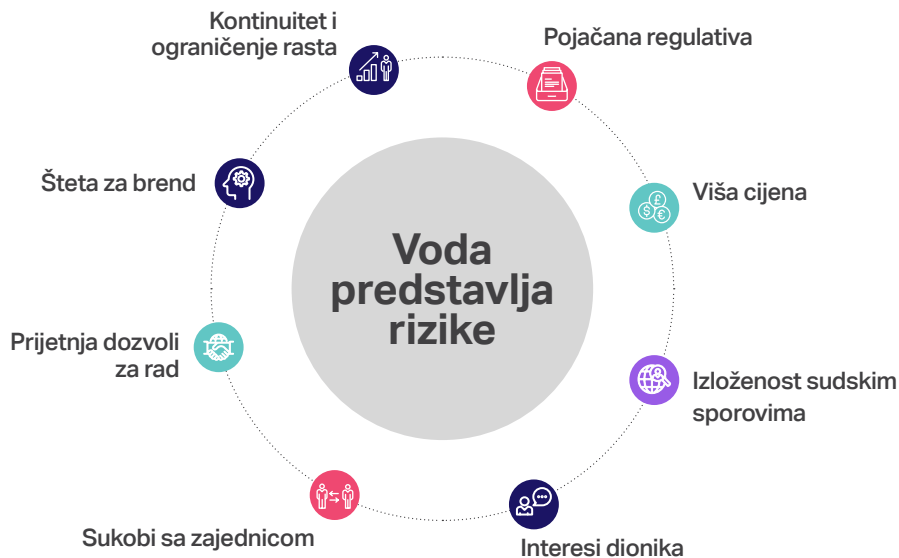 Kontinuitet i
ograničenje rasta
Pojačana regulativa
Šteta za brend
Viša cijena
Voda
predstavlja
rizike
Prijetnja dozvoli
za rad
Izloženost sudskim
sporovima
Sukobi sa zajednicom
Interesi dionika